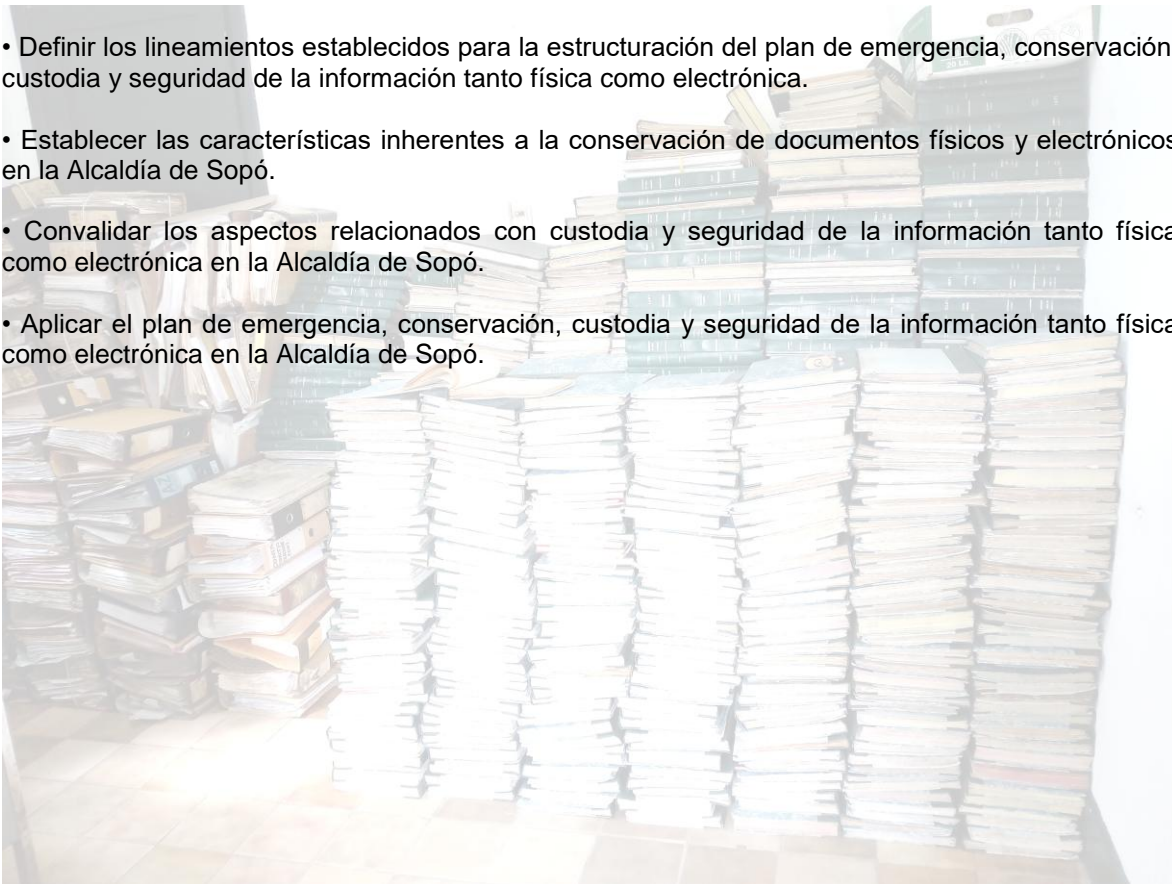 • Definir los lineamientos establecidos para la estructuración del plan de emergencia, conservación
custodia y seguridad de la información tanto física como electrónica.
• Establecer las características inherentes a la conservación de documentos físicos y electrónicos
en la Alcaldía de Sopó.
• Convalidar los aspectos relacionados con custodia y seguridad de la información tanto física
como electrónica en la Alcaldía de Sopó.
• Aplicar el plan de emergencia, conservación, custodia y seguridad de la información tanto física
como electrónica en la Alcaldía de Sopó.